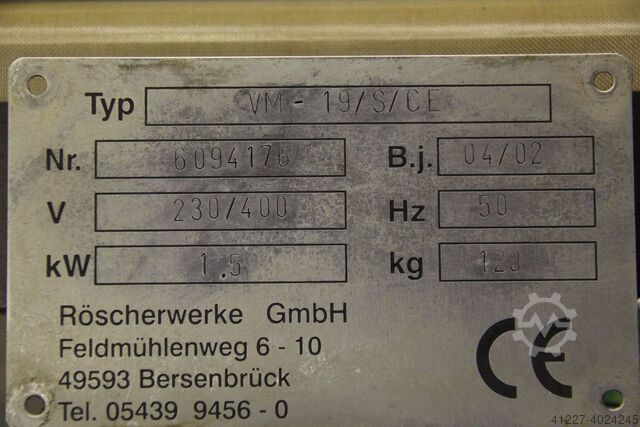 Typ VM - 19/S/CE
Nr. 6094176 B.j. 04/02
V 230/400 Hz 50
kW 1.5 kg 120
Röscherwerke GmbH
Feldmühlenweg 6 - 10
49593 Bersenbrück
Tel. 05439 9456 - 0
CE
41227-4024245